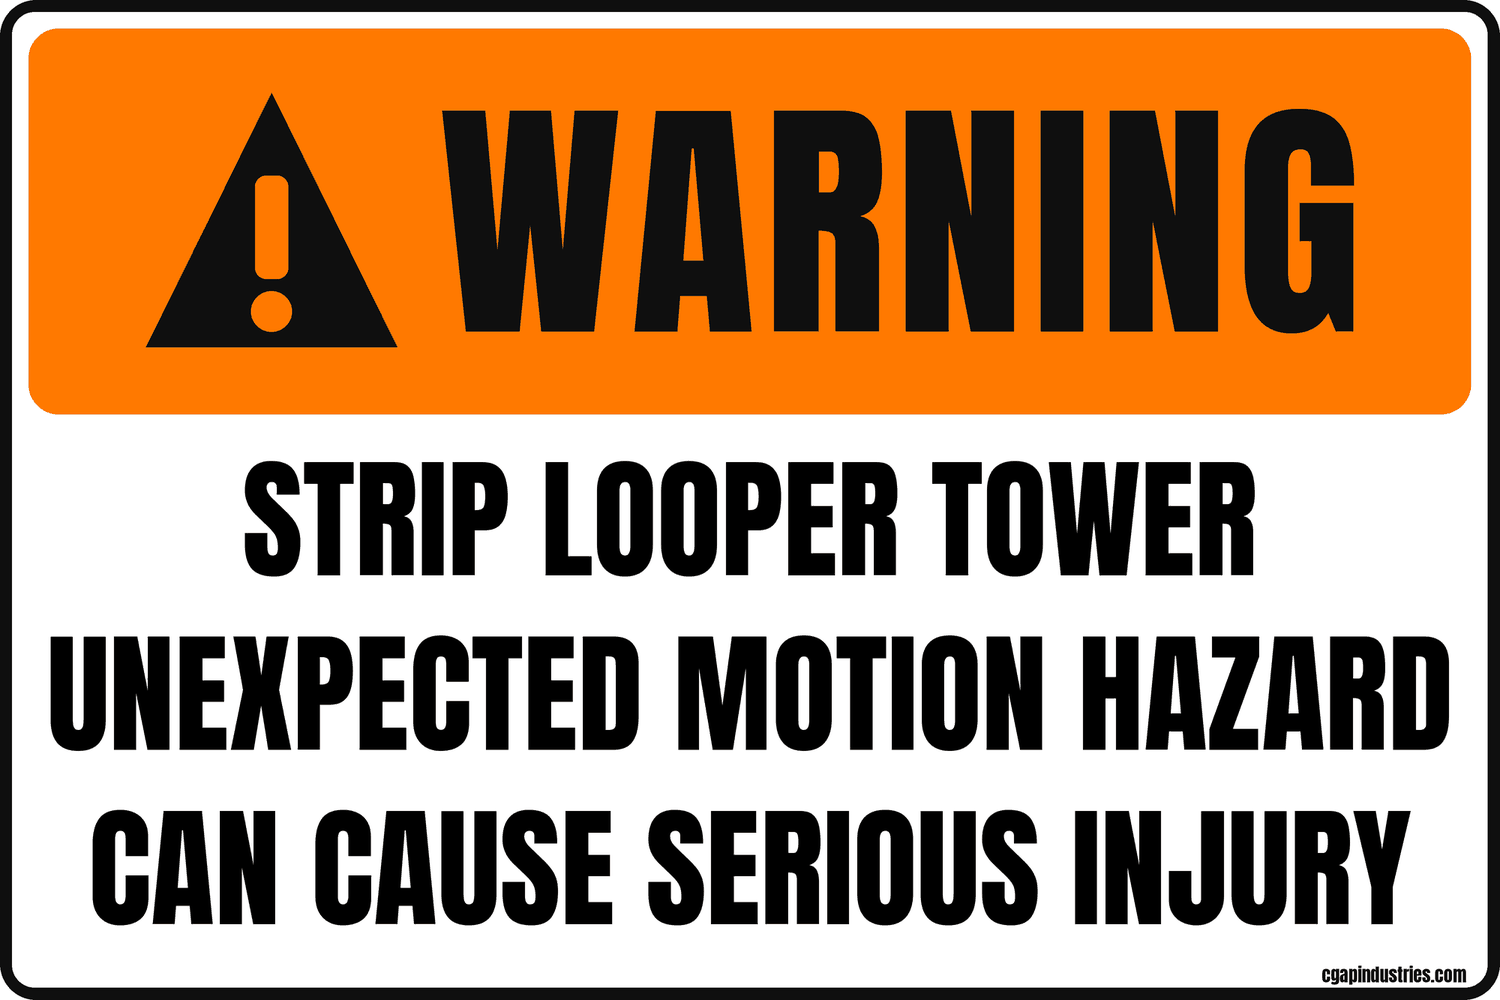 WARNING
STRIP LOOPER TOWER
UNEXPECTED MOTION HAZARD
CAN CAUSE SERIOUS INJURY
cgapindustries.com